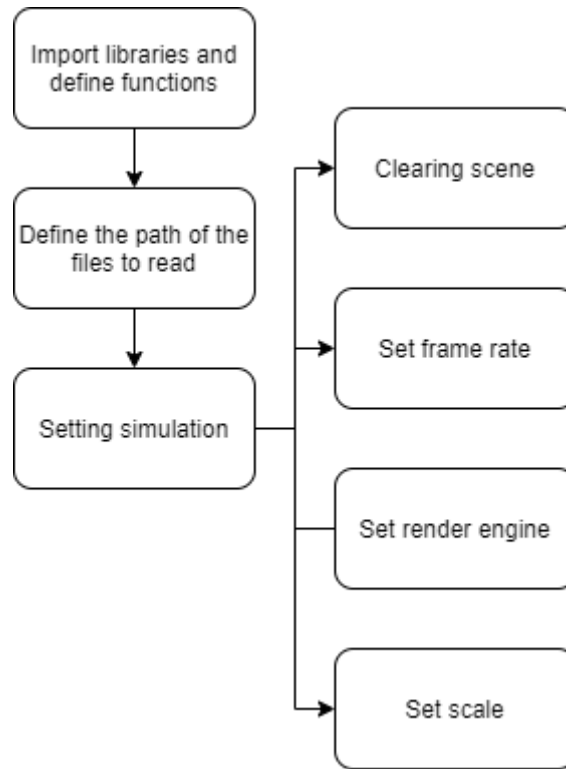 Import libraries and
define functions
Define the path of the
files to read
Setting simulation
Clearing scene
Set frame rate
Set render engine
Set scale